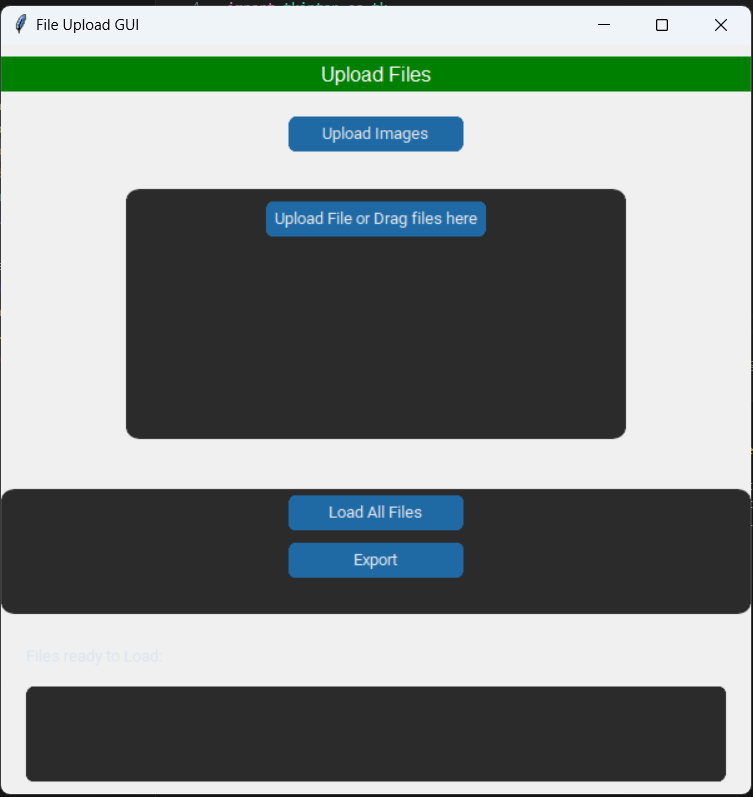 File Upload GUI
Upload Files
Upload Images
Upload File or Drag files here
Load All Files
Export
Files ready to Load: